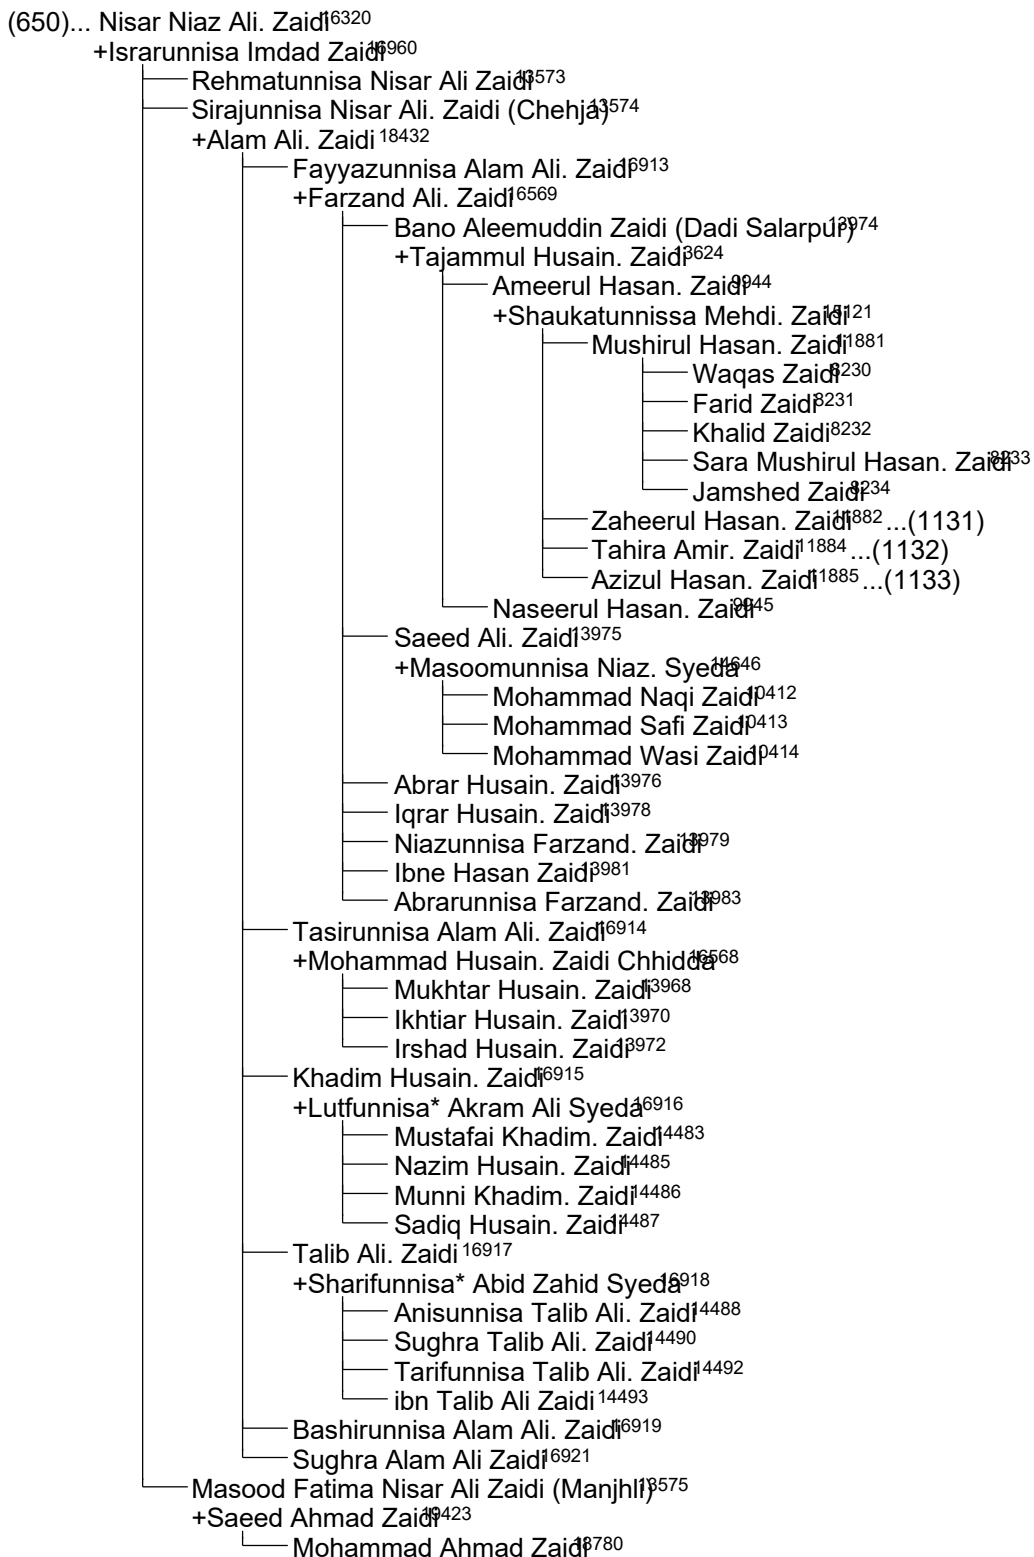 (650)... Nisar Niaz Ali. Zaidi16320
+Israrunnisa Imdad Zaidi16960
Rehmatunnisa Nisar Ali Zaidi13573
Sirajunnisa Nisar Ali. Zaidi (Chehja)13574
+Alam Ali. Zaidi 18432
Fayyazunnisa Alam Ali. Zaidi16913
+Farzand Ali. Zaidi16569
Bano Aleemuddin Zaidi (Dadi Salarpur)13974
+Tajammul Husain. Zaidi13624
Ameerul Hasan. Zaidi9944
+Shaukatunnissa Mehdi. Zaidi15121
Mushirul Hasan. Zaidi11881
Waqas Zaidi8230
Farid Zaidi8231
Khalid Zaidi8232
Sara Mushirul Hasan. Zaidi8233
Jamshed Zaidi8234
Zaheerul Hasan. Zaidi11882 ...(1131)
Tahira Amir. Zaidi11884 ...(1132)
Azizul Hasan. Zaidi11885 ...(1133)
Naseerul Hasan. Zaidi9945
Saeed Ali. Zaidi13975
+Masoomunnisa Niaz. Syeda14646
Mohammad Naqi Zaidi10412
Mohammad Safi Zaidi10413
Mohammad Wasi Zaidi10414
Abrar Husain. Zaidi13976
Iqrar Husain. Zaidi13978
Niazunnisa Farzand. Zaidi13979
Ibne Hasan Zaidi13981
Abrarunnisa Farzand. Zaidi13983
Tasirunnisa Alam Ali. Zaidi16914
+Mohammad Husain. Zaidi Chhidda16568
Mukhtar Husain. Zaidi13968
Ikhtiar Husain. Zaidi13970
Irshad Husain. Zaidi13972
Khadim Husain. Zaidi16915
+Lutfunnisa* Akram Ali Syeda16916
Mustafai Khadim. Zaidi14483
Nazim Husain. Zaidi14485
Munni Khadim. Zaidi14486
Sadiq Husain. Zaidi14487
Talib Ali. Zaidi 16917
+Sharifunnisa* Abid Zahid Syeda16918
Anisunnisa Talib Ali. Zaidi14488
Sughra Talib Ali. Zaidi14490
Tarifunnisa Talib Ali. Zaidi14492
ibn Talib Ali Zaidi 14493
Bashirunnisa Alam Ali. Zaidi16919
Sughra Alam Ali Zaidi16921
Masood Fatima Nisar Ali Zaidi (Manjhli)13575
+Saeed Ahmad Zaidi19423
Mohammad Ahmad Zaidi18780